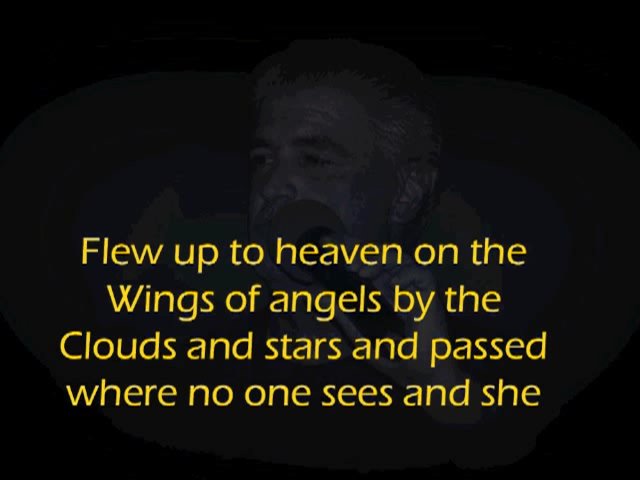 Flew up to heaven on the
Wings of angels by the
Clouds and stars and passed
where no one sees and she